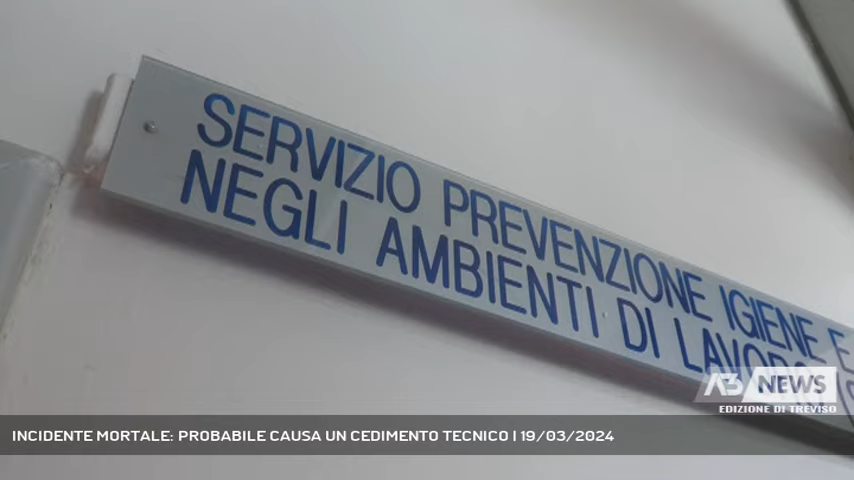 SERVIZIO PREVENZIONE IGIENE E
NEGLI AMBIENTI DI LAVORO
A3 NEWS
EDIZIONE DI TREVISO
INCIDENTE MORTALE: PROBABILE CAUSA UN CEDIMENTO TECNICO | 19/03/2024